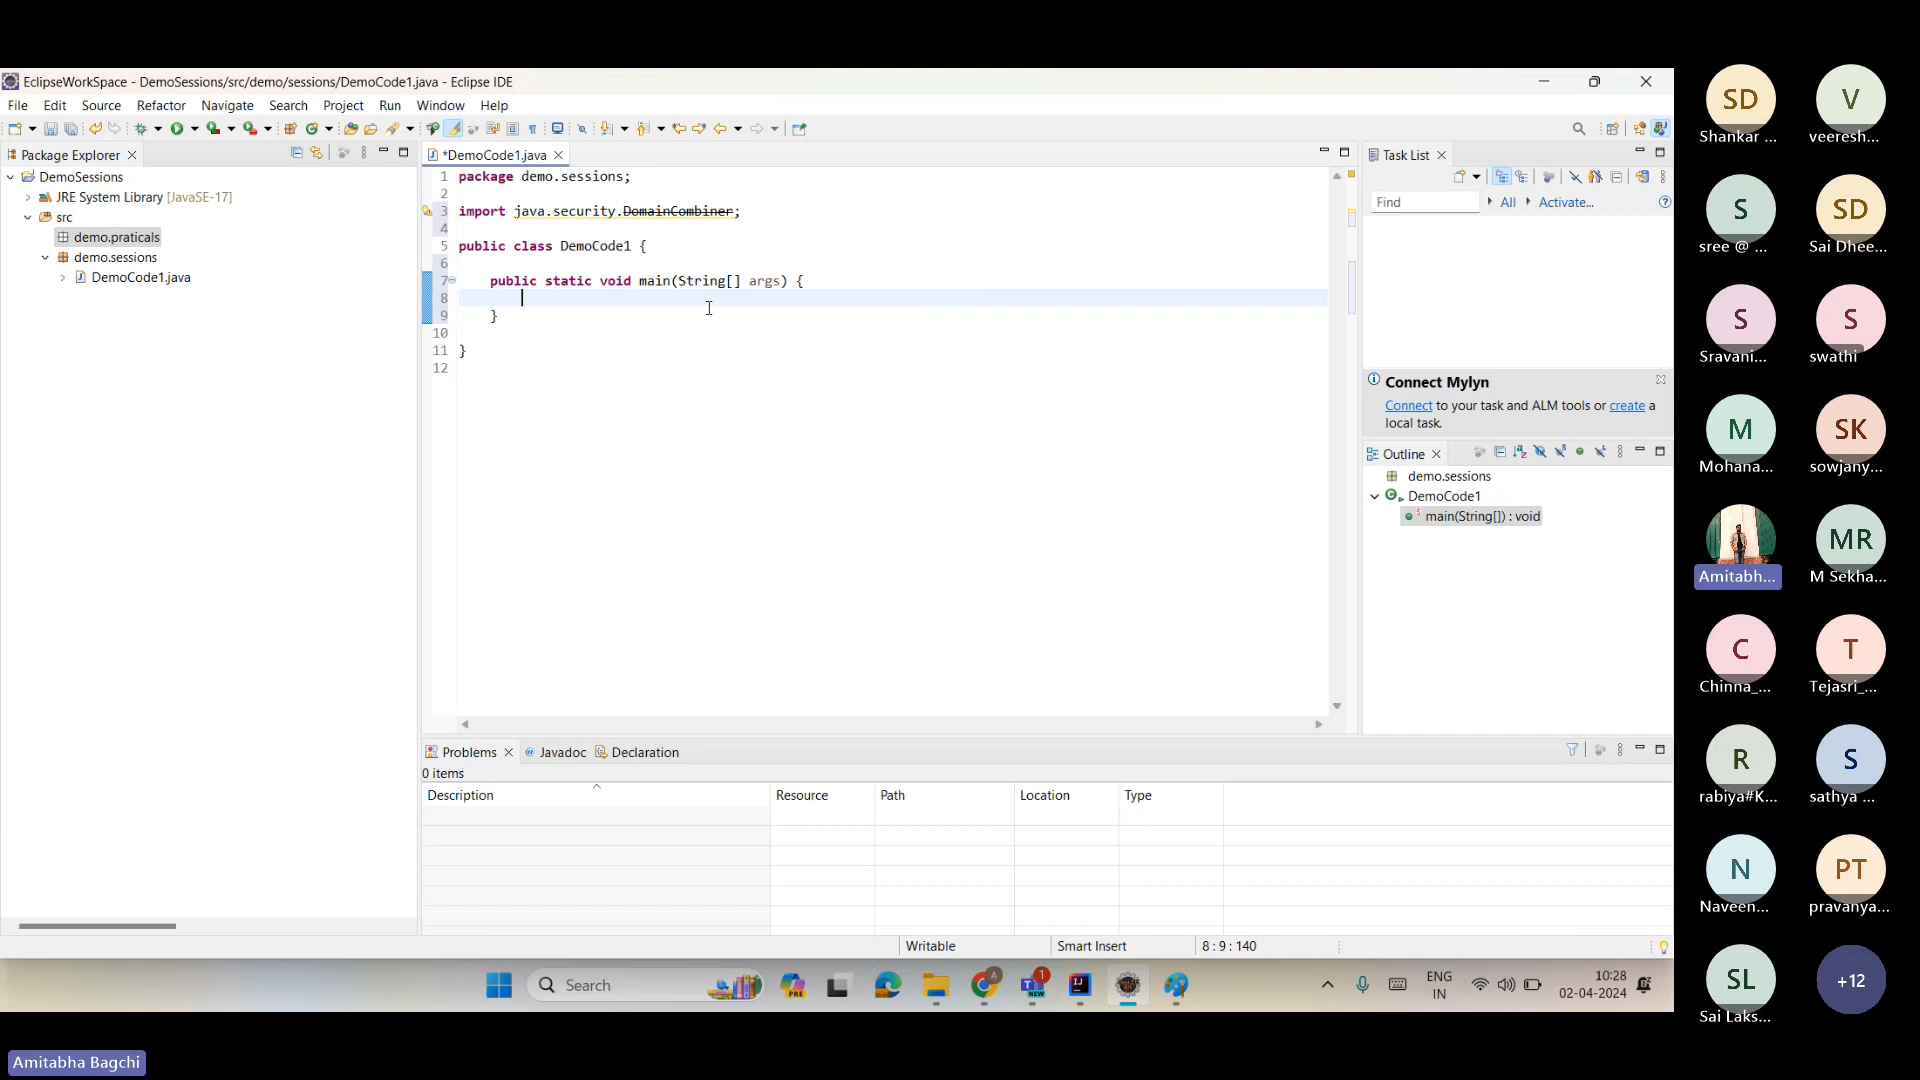 EclipseWorkSpace - DemoSessions/src/demo/sessions/DemoCode1.java - Eclipse IDE
File Edit Source Refactor Navigate Search Project Run Window Help
Package Explorer
DemoSessions
JRE System Library [JavaSE-17]
src
demo.praticals
demo.sessions
DemoCode1.java
*DemoCode1.java
1 package demo.sessions;
2
3 import java.security.DomainCombiner;
4
5 public class DemoCode1 {
6
7 public static void main(String[] args) {
8
9 }
10
11 }
12
Task List
Find All Activate...
Connect Mylyn
Connect to your task and ALM tools or create a
local task.
Outline
demo.sessions
DemoCode1
main(String[]) : void
Problems Javadoc Declaration
0 items
Description Resource Path Location Type
Writable Smart Insert 8 : 9 : 140
Search
PRE
A
1
NEW
IJ
ENG
IN
10:28
02-04-2024
SD V
Shankar ... veeresh...
S SD
sree @ ... Sai Dhee...
S S
Sravani... swathi
M SK
Mohana... sowjany...
MR
Amitabh... M Sekha...
C T
Chinna_... Tejasri_...
R S
rabiya#K... sathya ...
N PT
Naveen... pravanya...
SL +12
Sai Laks...
Amitabha Bagchi